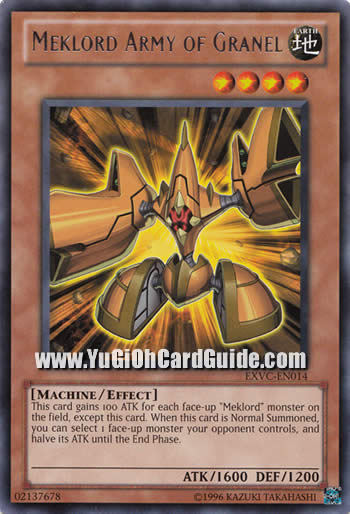 MEKLORD ARMY OF GRANEL
EARTH
地
www.YuGiOhCardGuide.com
EXVC-EN014
[MACHINE/EFFECT]
This card gains 100 ATK for each face-up "Meklord" monster on
the field, except this card. When this card is Normal Summoned,
you can select 1 face-up monster your opponent controls, and
halve its ATK until the End Phase.
ATK/1600 DEF/1200
02137678
©1996 KAZUKI TAKAHASHI